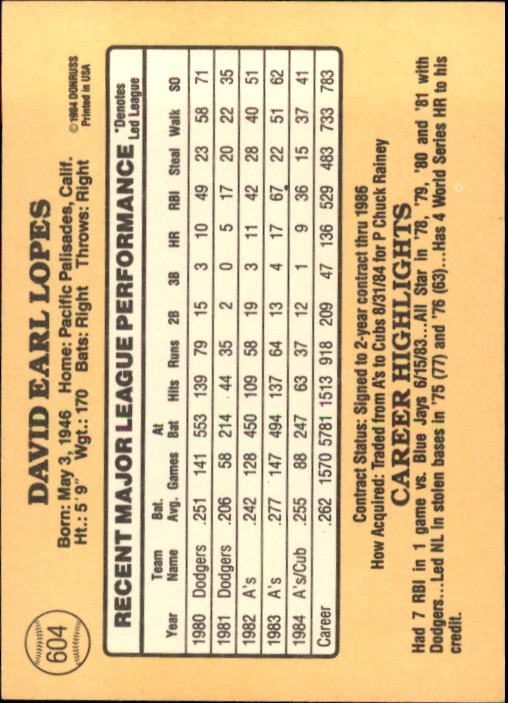 604
DAVID EARL LOPES
Born: May 3, 1946 Home: Pacific Palisades, Calif.
Ht.: 5'9" Wgt.: 170 Bats: Right Throws: Right
©1984 DONRUSS
Printed in USA
RECENT MAJOR LEAGUE PERFORMANCE
*Denotes
Led League
Year Team Name Bat. Avg. Games At Bat Hits Runs 2B 3B HR RBI Steal Walk SO
1980 Dodgers .251 141 553 139 79 15 3 10 49 23 58 71
1981 Dodgers .206 58 214 44 35 2 0 5 17 20 22 35
1982 A's .242 128 450 109 58 19 3 11 42 28 40 51
1983 A's .277 147 494 137 64 13 4 17 67 22 51 62
1984 A's/Cub .255 88 247 63 37 12 1 9 36 15 37 41
Career .262 1570 5781 1513 918 209 47 136 529 483 733 783
Contract Status: Signed to 2-year contract thru 1986
How Acquired: Traded from A's to Cubs 8/31/84 for P Chuck Rainey
CAREER HIGHLIGHTS
Had 7 RBI in 1 game vs. Blue Jays 6/15/83...All Star in '78, '79, '80 and '81 with
Dodgers...Led NL in stolen bases in '75 (77) and '76 (63)...Has 4 World Series HR to his
credit.